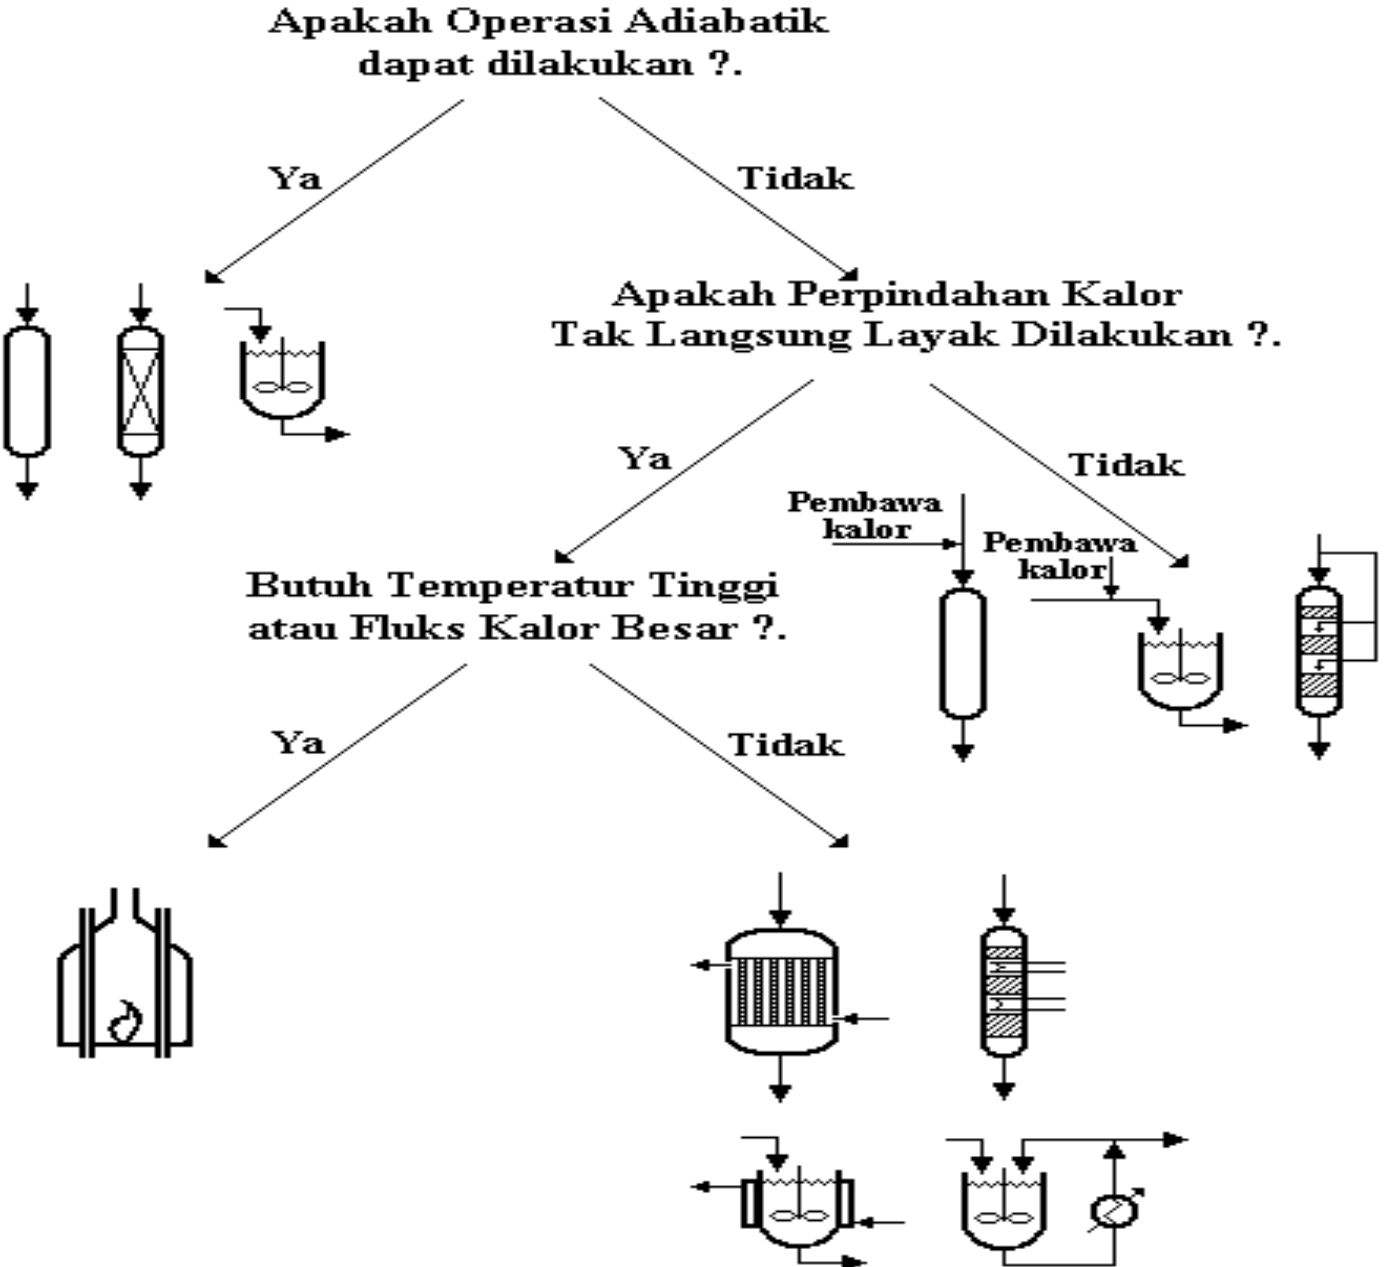 Apakah Operasi Adiabatik
dapat dilakukan ?.
Ya
Tidak
Apakah Perpindahan Kalor
Tak Langsung Layak Dilakukan ?.
Ya
Tidak
Pembawa
kalor
Pembawa
kalor
Butuh Temperatur Tinggi
atau Fluks Kalor Besar ?.
Ya
Tidak